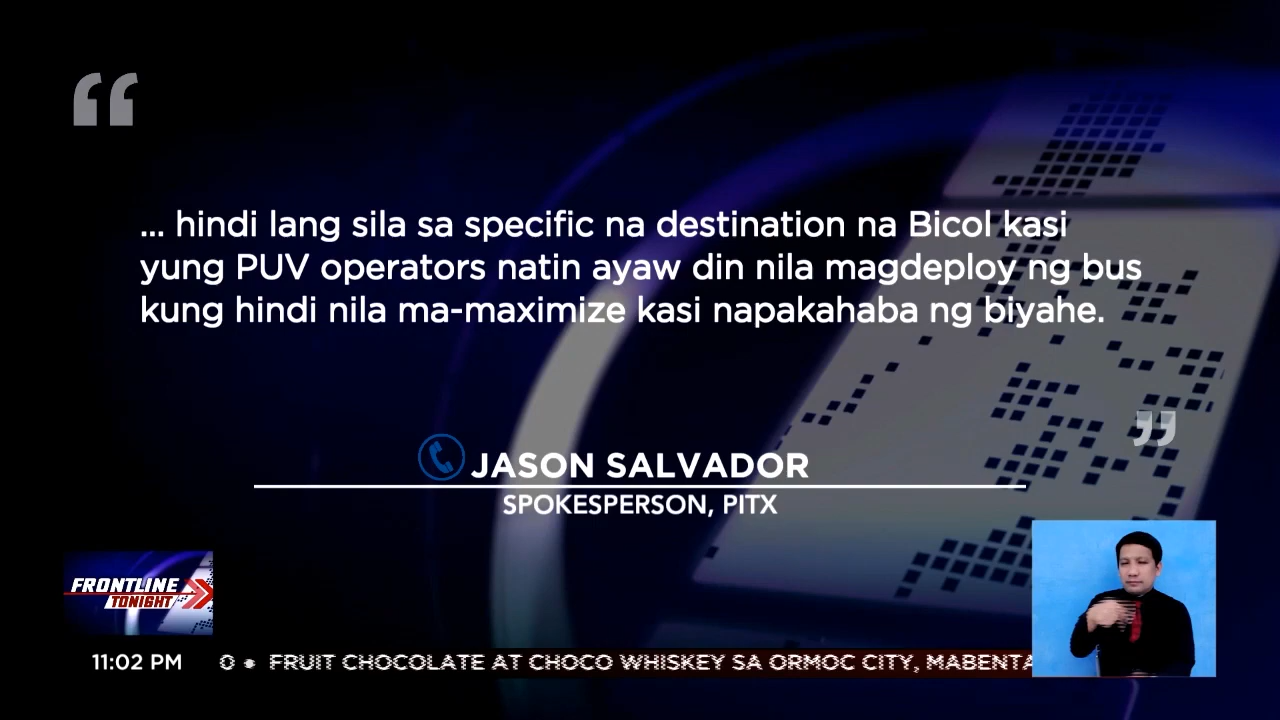 “
... hindi lang sila sa specific na destination na Bicol kasi
yung PUV operators natin ayaw din nila magdeploy ng bus
kung hindi nila ma-maximize kasi napakahaba ng biyahe.
”
JASON SALVADOR
SPOKESPERSON, PITX
FRONTLINE
TONIGHT
11:02 PM O • FRUIT CHOCOLATE AT CHOCO WHISKEY SA ORMOC CITY, MABENTA